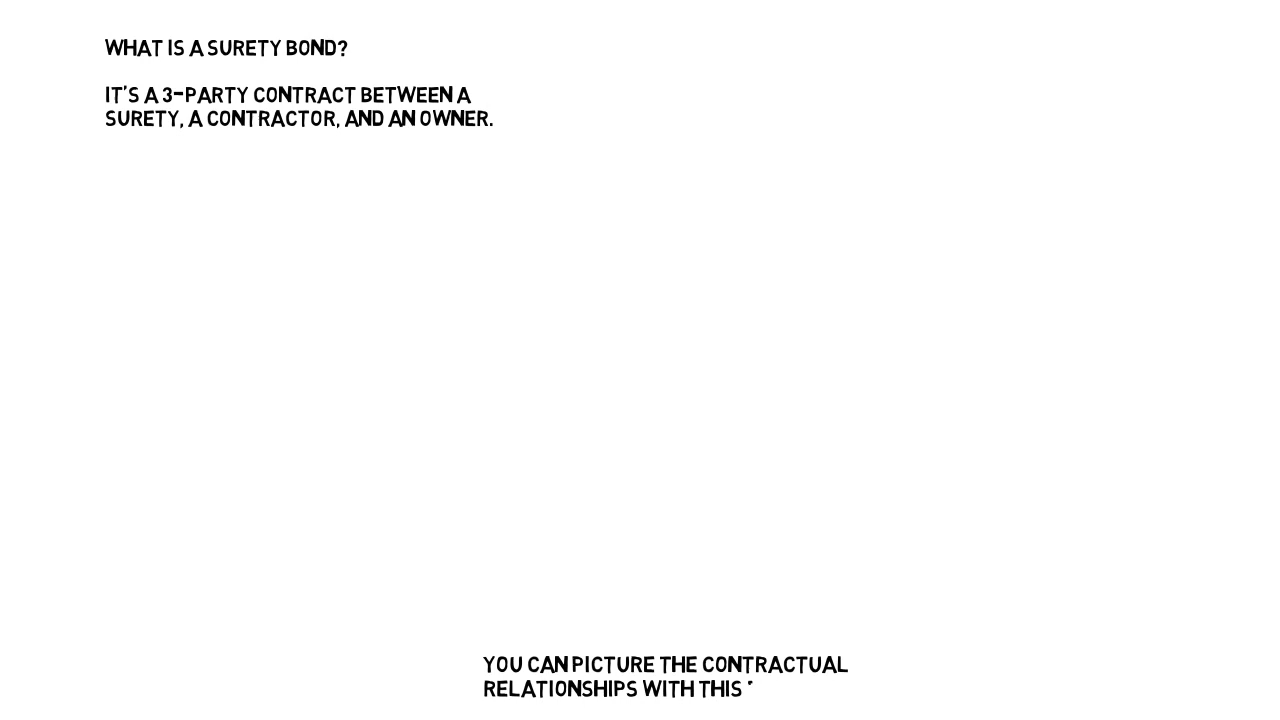 WHAT IS A SURETY BOND?
IT'S A 3-PARTY CONTRACT BETWEEN A
SURETY, A CONTRACTOR, AND AN OWNER.
YOU CAN PICTURE THE CONTRACTUAL
RELATIONSHIPS WITH THIS